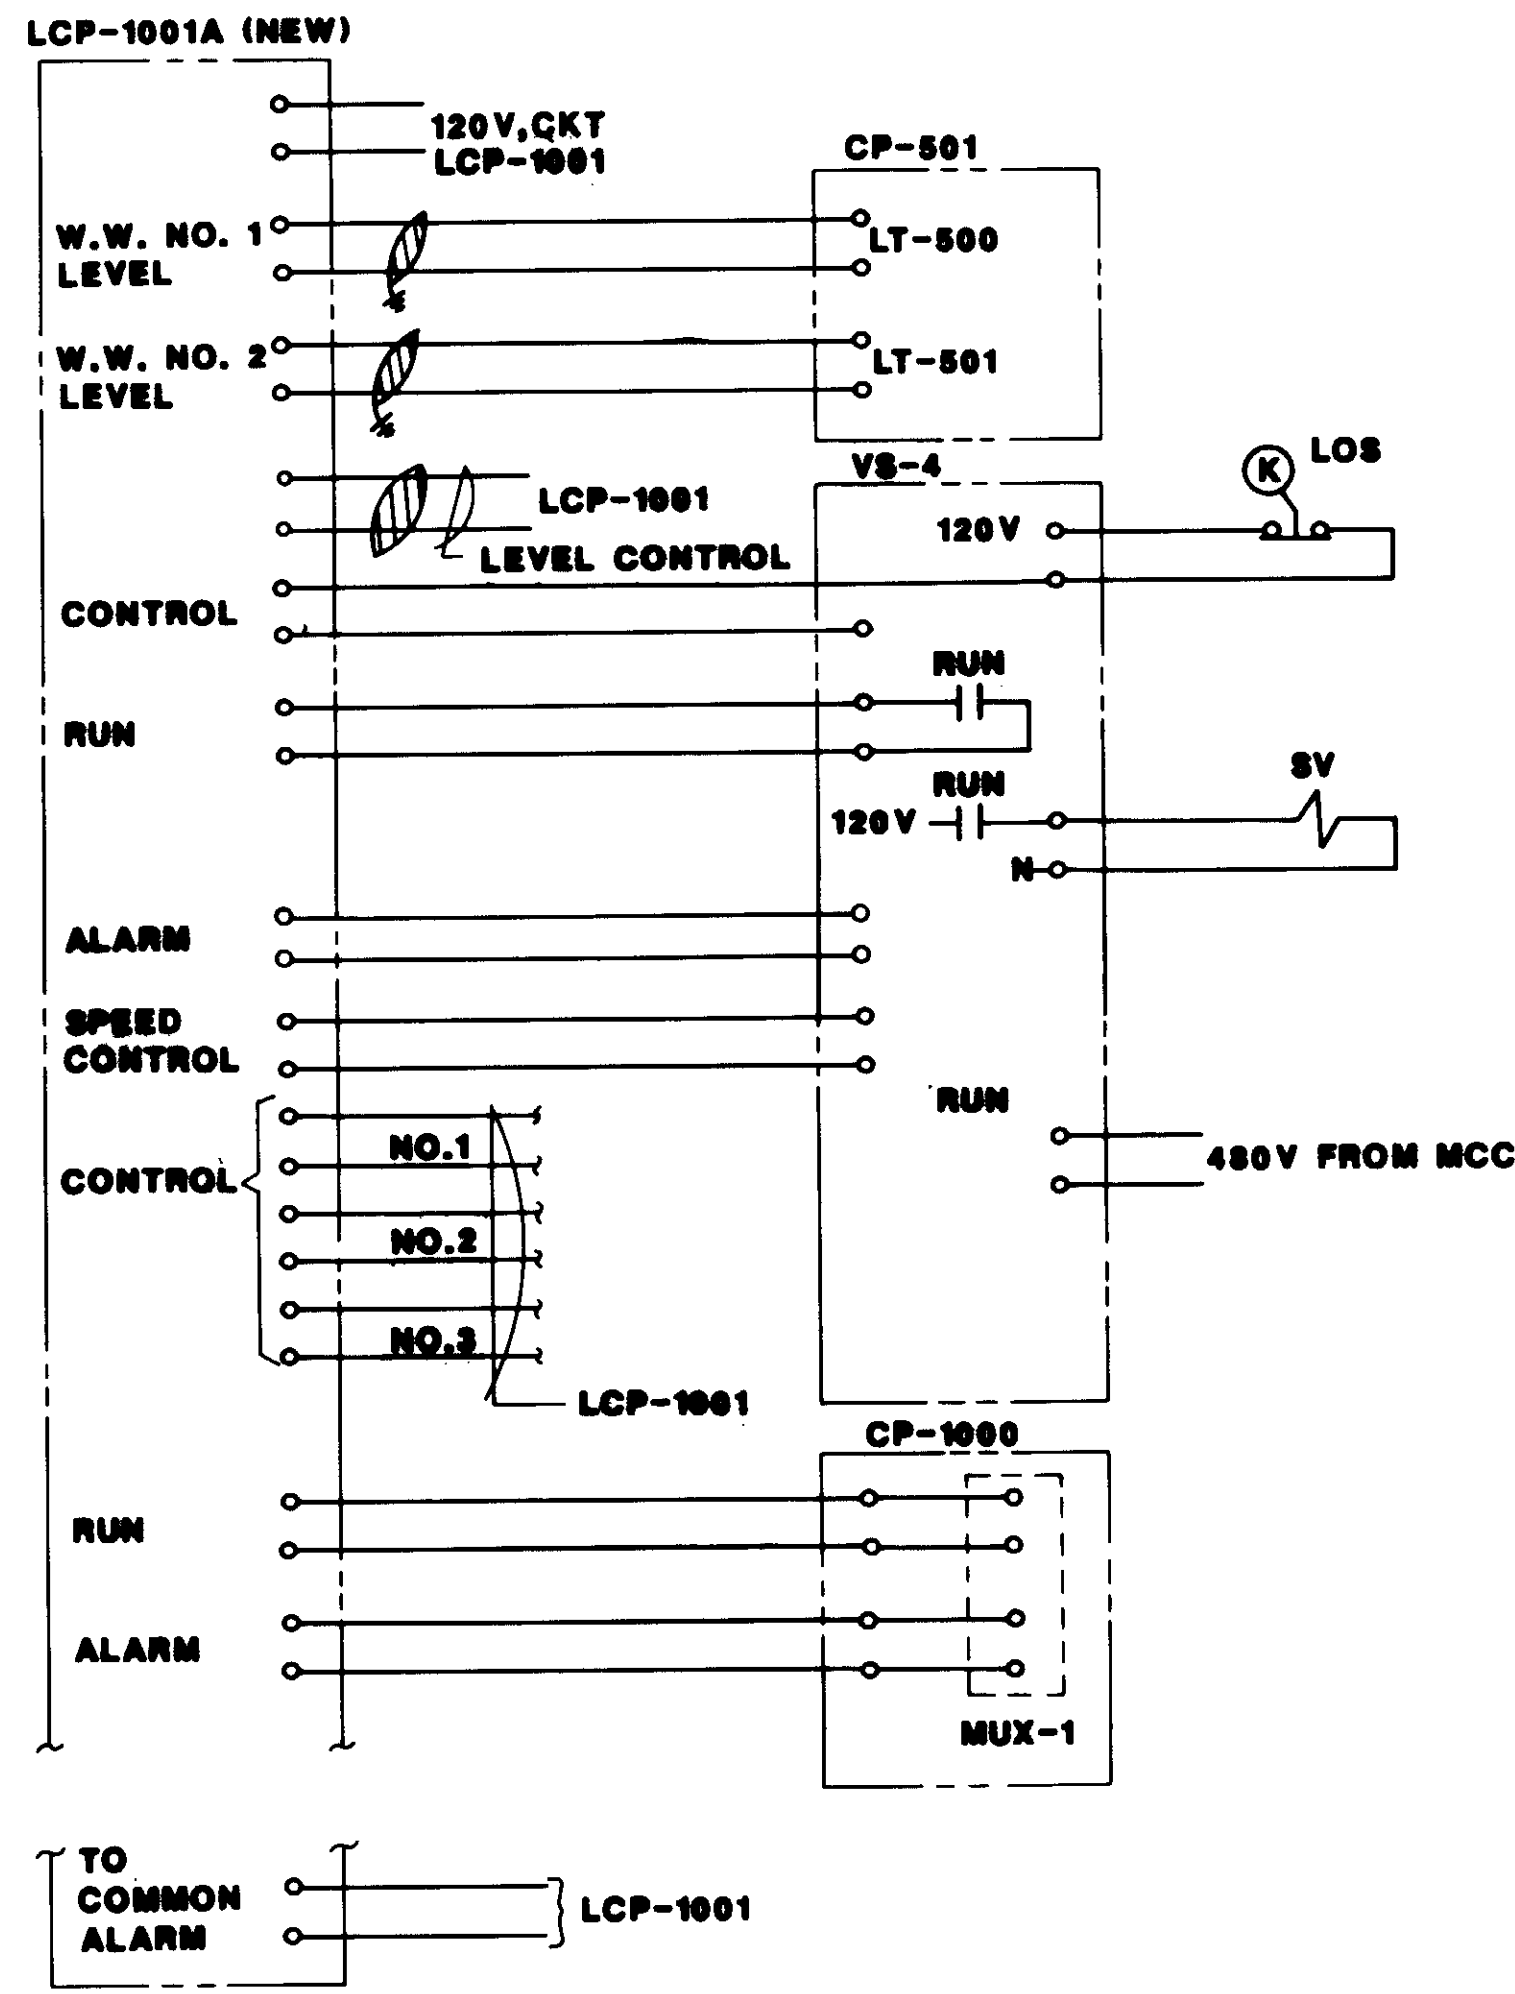 LCP-1001A (NEW)
120V, CKT
LCP-1001
CP-501
W.W. NO. 1
LEVEL
LT-500
W.W. NO. 2
LEVEL
LT-501
VS-4
LOS
K
LCP-1001
120V
LEVEL CONTROL
CONTROL
RUN
RUN
SV
RUN
120V
N
ALARM
SPEED
CONTROL
RUN
NO.1
480V FROM MCC
CONTROL
NO.2
NO.3
LCP-1001
CP-1000
RUN
ALARM
MUX-1
TO
COMMON
ALARM
LCP-1001